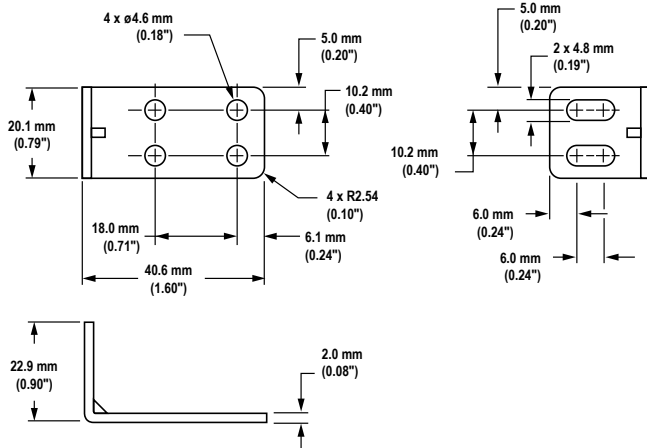 4 x ø4.6 mm
(0.18")
5.0 mm
(0.20")
10.2 mm
(0.40")
20.1 mm
(0.79")
4 x R2.54
(0.10")
18.0 mm
(0.71")
6.1 mm
(0.24")
40.6 mm
(1.60")
5.0 mm
(0.20")
2 x 4.8 mm
(0.19")
10.2 mm
(0.40")
6.0 mm
(0.24")
6.0 mm
(0.24")
22.9 mm
(0.90")
2.0 mm
(0.08")